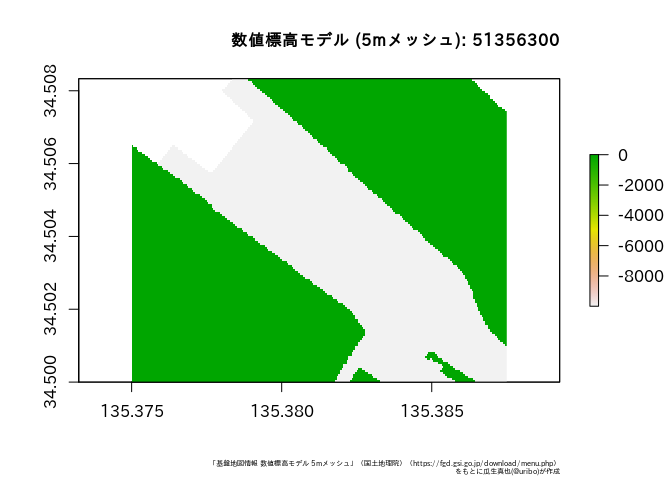 数値標高モデル (5mメッシュ): 51356300
34.508
34.506
34.504
34.502
34.500
135.375 135.380 135.385
0
-2000
-4000
-6000
-8000
「基盤地図情報 数値標高モデル 5mメッシュ」（国土地理院）（https://fgd.gsi.go.jp/download/menu.php）
をもとに瓜生真也(@uribo)が作成